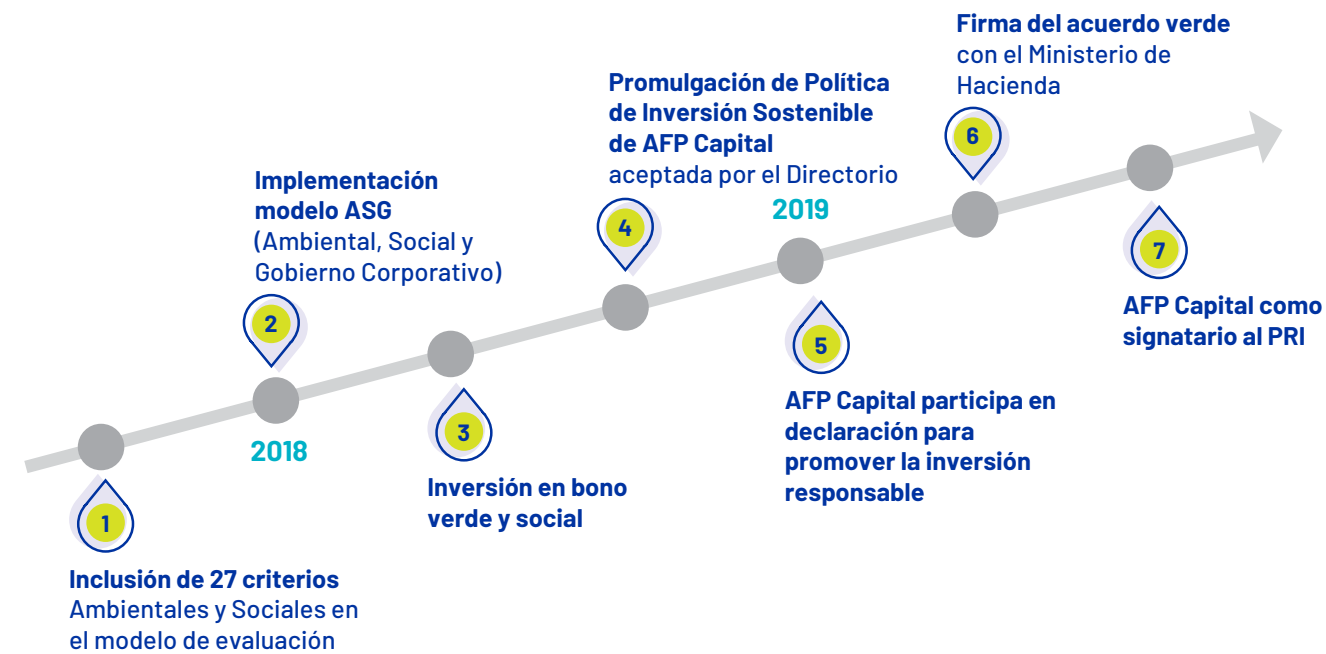 1
Inclusión de 27 criterios
Ambientales y Sociales en
el modelo de evaluación
Implementación
modelo ASG
(Ambiental, Social y
Gobierno Corporativo)
2
2018
3
Inversión en bono
verde y social
Promulgación de Política
de Inversión Sostenible
de AFP Capital
aceptada por el Directorio
4
2019
5
AFP Capital participa en
declaración para
promover la inversión
responsable
Firma del acuerdo verde
con el Ministerio de
Hacienda
6
7
AFP Capital como
signatario al PRI